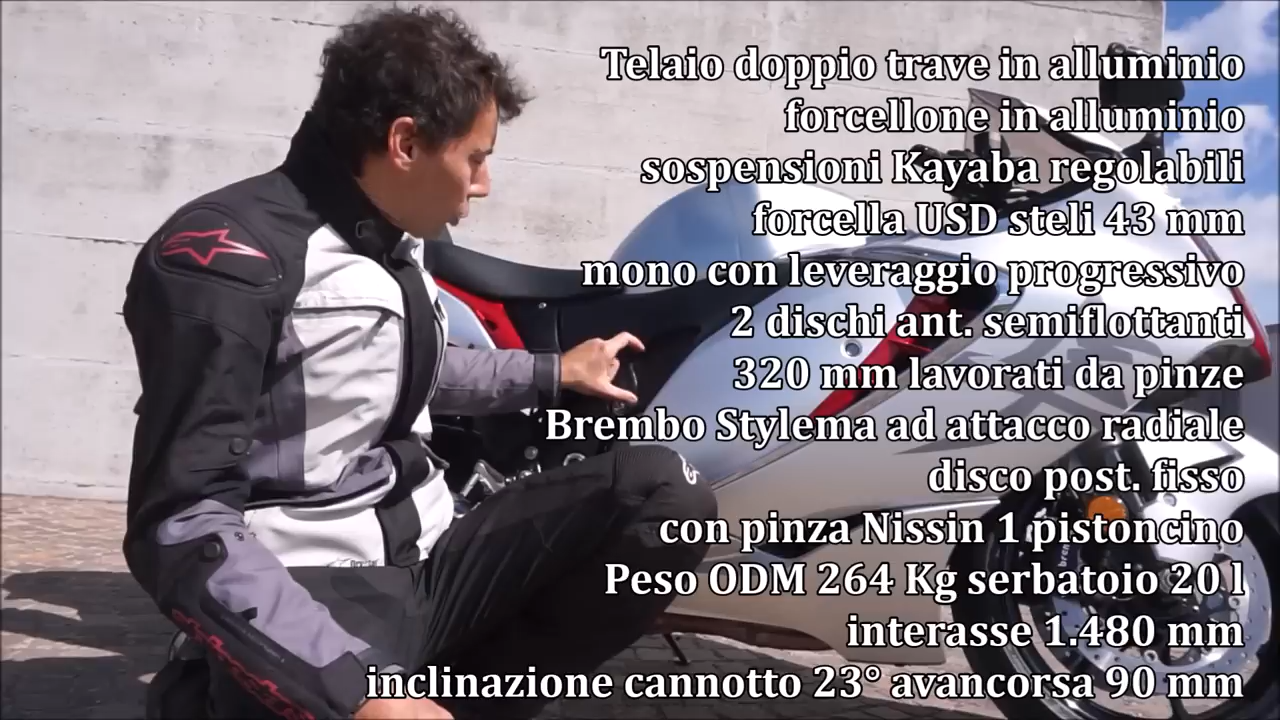 Telaio doppio trave in alluminio
forcellone in alluminio
sospensioni Kayaba regolabili
forcella USD steli 43 mm
mono con leveraggio progressivo
2 dischi ant. semiflottanti
320 mm lavorati da pinze
Brembo Stylema ad attacco radiale
disco post. fisso
con pinza Nissin 1 pistoncino
Peso ODM 264 Kg serbatoio 20 l
interasse 1.480 mm
inclinazione cannotto 23° avancorsa 90 mm